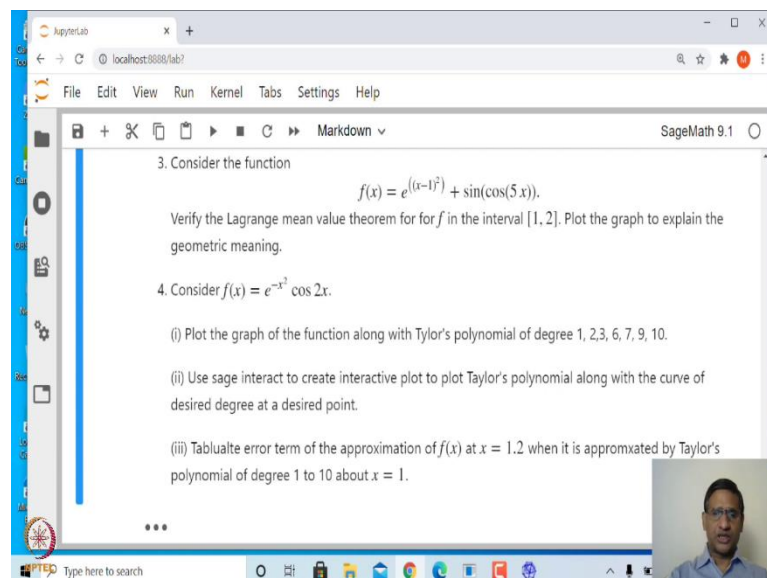 JupyterLab
localhost:8888/lab?
M
File Edit View Run Kernel Tabs Settings Help
Markdown
SageMath 9.1
3. Consider the function
f(x) = e^((x−1)^2) + sin(cos(5 x)).
Verify the Lagrange mean value theorem for for f in the interval [1, 2]. Plot the graph to explain the
geometric meaning.
4. Consider f(x) = e^−x^2 cos 2x.
(i) Plot the graph of the function along with Tylor's polynomial of degree 1, 2,3, 6, 7, 9, 10.
(ii) Use sage interact to create interactive plot to plot Taylor's polynomial along with the curve of
desired degree at a desired point.
(iii) Tablualte error term of the approximation of f(x) at x = 1.2 when it is appromxated by Taylor's
polynomial of degree 1 to 10 about x = 1.
NPTEL
Type here to search